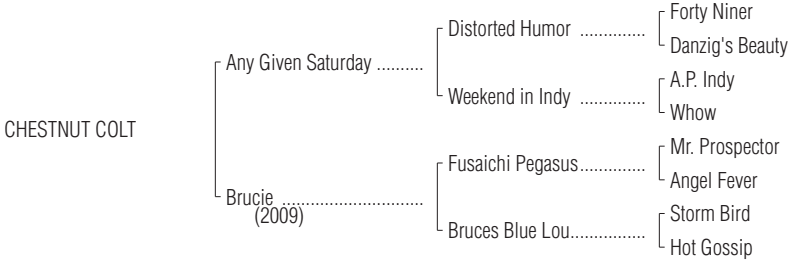 Forty Niner
Distorted Humor ..............
Danzig's Beauty
Any Given Saturday ..........
A.P. Indy
Weekend in Indy ..............
Whow
CHESTNUT COLT
Mr. Prospector
Fusaichi Pegasus..............
Angel Fever
Brucie ..............................
(2009)
Storm Bird
Bruces Blue Lou................
Hot Gossip